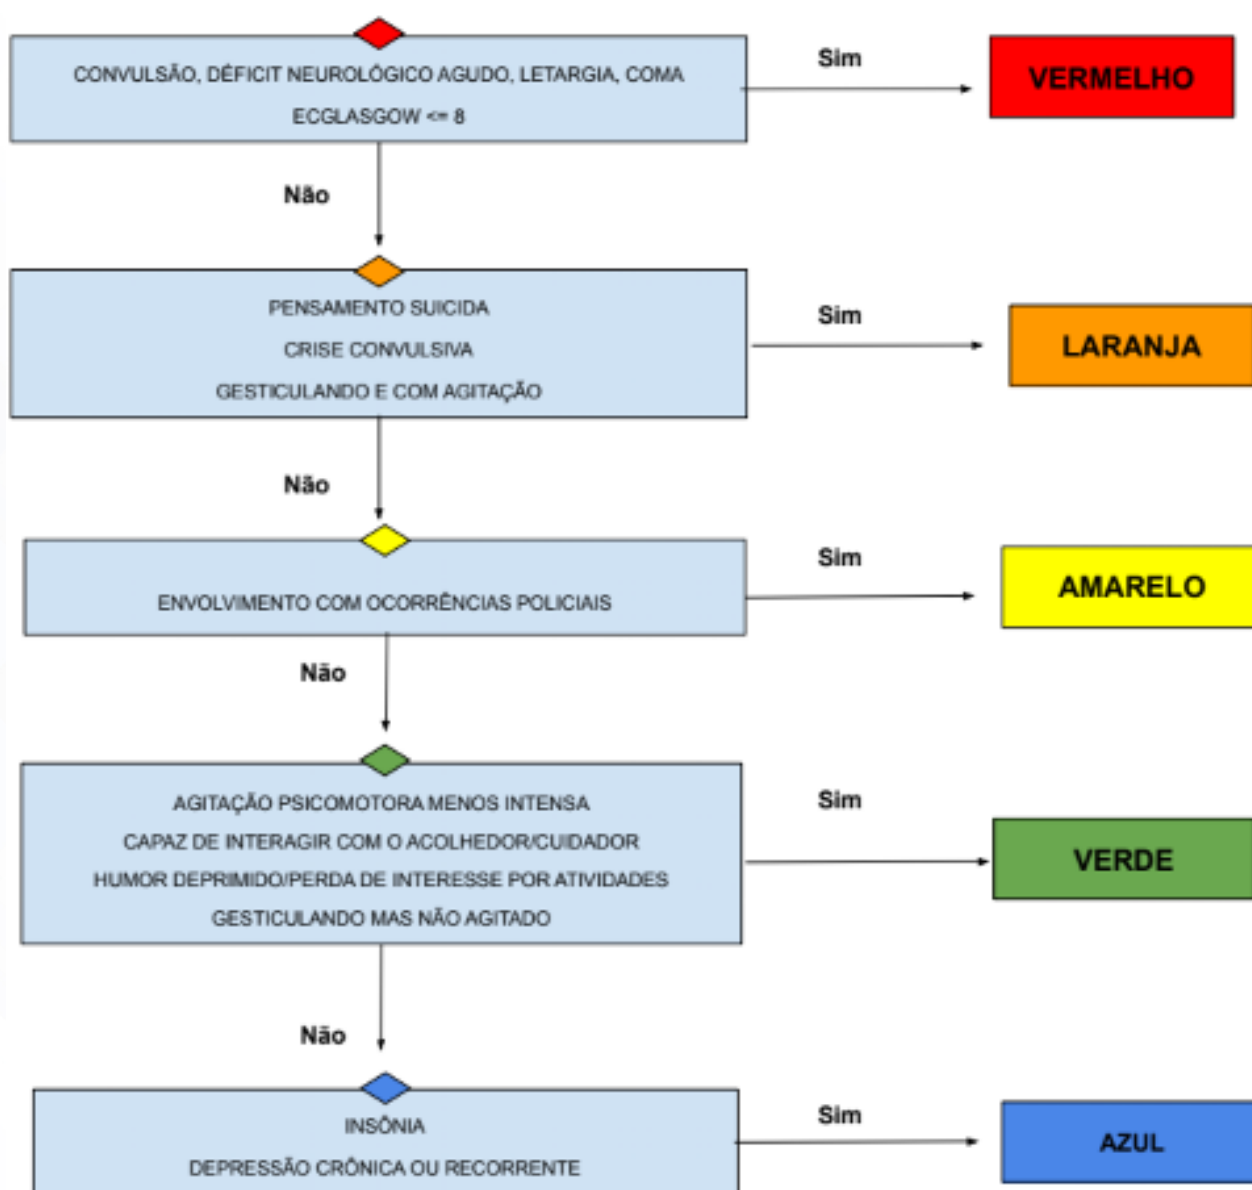 CONVULSÃO, DÉFICIT NEUROLÓGICO AGUDO, LETARGIA, COMA
ECGLASGOW <= 8
Sim
VERMELHO
Não
PENSAMENTO SUICIDA
CRISE CONVULSIVA
GESTICULANDO E COM AGITAÇÃO
Sim
LARANJA
Não
ENVOLVIMENTO COM OCORRÊNCIAS POLICIAIS
Sim
AMARELO
Não
AGITAÇÃO PSICOMOTORA MENOS INTENSA
CAPAZ DE INTERAGIR COM O ACOLHEDOR/CUIDADOR
HUMOR DEPRIMIDO/PERDA DE INTERESSE POR ATIVIDADES
GESTICULANDO MAS NÃO AGITADO
Sim
VERDE
Não
INSÔNIA
DEPRESSÃO CRÔNICA OU RECORRENTE
Sim
AZUL